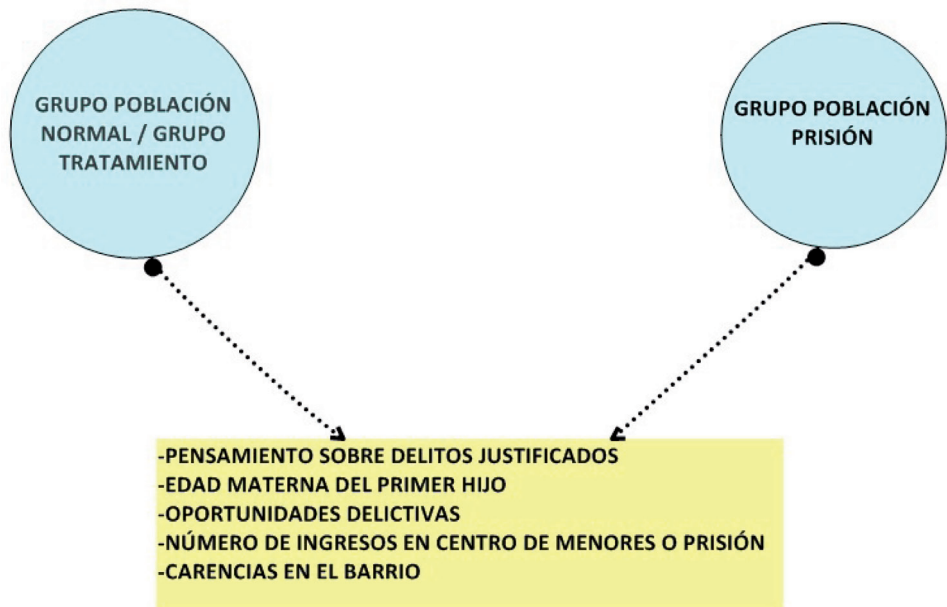 GRUPO POBLACIÓN
NORMAL / GRUPO
TRATAMIENTO
GRUPO POBLACIÓN
PRISIÓN
-PENSAMIENTO SOBRE DELITOS JUSTIFICADOS
-EDAD MATERNA DEL PRIMER HIJO
-OPORTUNIDADES DELICTIVAS
-NÚMERO DE INGRESOS EN CENTRO DE MENORES O PRISIÓN
-CARENCIAS EN EL BARRIO